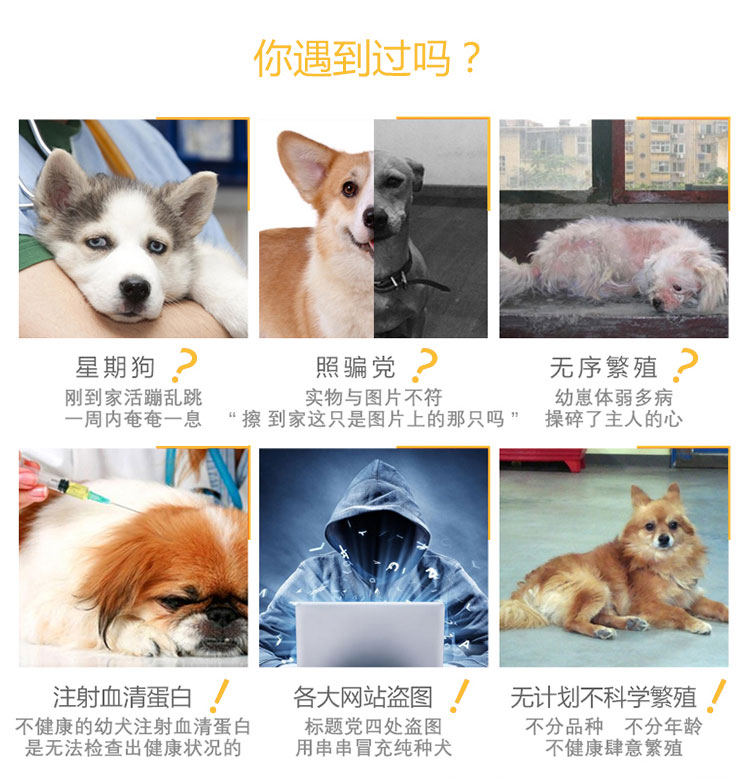 你遇到过吗？
星期狗?
刚到家活蹦乱跳
一周内奄奄一息
照骗党?
实物与图片不符
“ 擦 到家这只是图片上的那只吗 ”
无序繁殖?
幼崽体弱多病
操碎了主人的心
注射血清蛋白!
不健康的幼犬注射血清蛋白
是无法检查出健康状况的
各大网站盗图!
标题党四处盗图
用串串冒充纯种犬
无计划不科学繁殖!
不分品种 不分年龄
不健康肆意繁殖